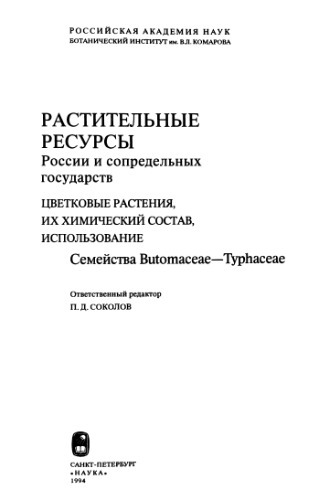 РОССИЙСКАЯ АКАДЕМИЯ НАУК
БОТАНИЧЕСКИЙ ИНСТИТУТ им. В.Л. КОМАРОВА
РАСТИТЕЛЬНЫЕ
РЕСУРСЫ
России и сопредельных
государств
ЦВЕТКОВЫЕ РАСТЕНИЯ,
ИХ ХИМИЧЕСКИЙ СОСТАВ,
ИСПОЛЬЗОВАНИЕ
Семейства Butomaceae—Typhaceae
Ответственный редактор
П. Д. СОКОЛОВ
САНКТ-ПЕТЕРБУРГ
«НАУКА»
1994